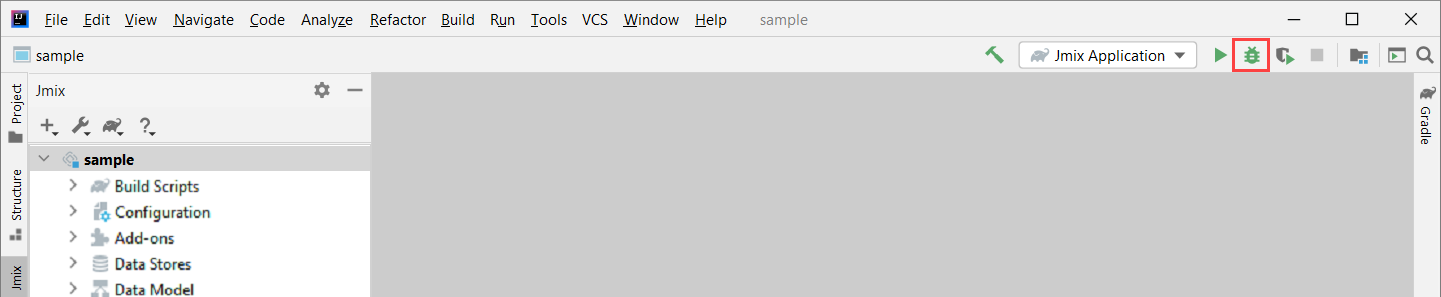 File Edit View Navigate Code Analyze Refactor Build Run Tools VCS Window Help sample
sample Jmix Application
Project
Structure
Jmix
Jmix
sample
Build Scripts
Configuration
Add-ons
Data Stores
Data Model
Gradle